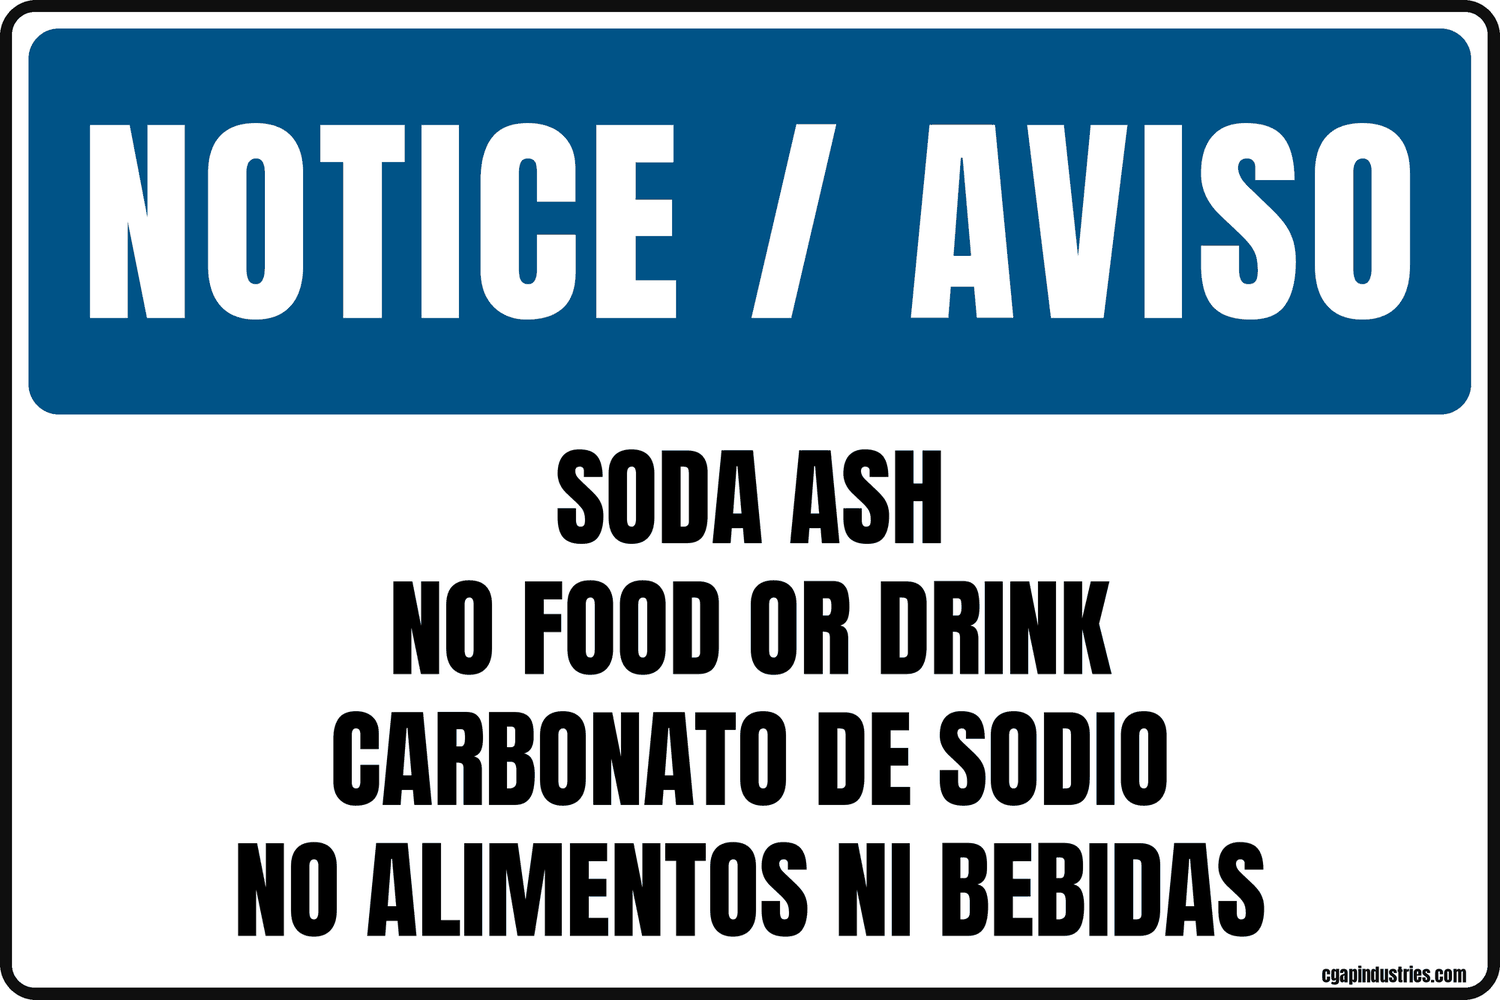 NOTICE / AVISO
SODA ASH
NO FOOD OR DRINK
CARBONATO DE SODIO
NO ALIMENTOS NI BEBIDAS
cgapindustries.com